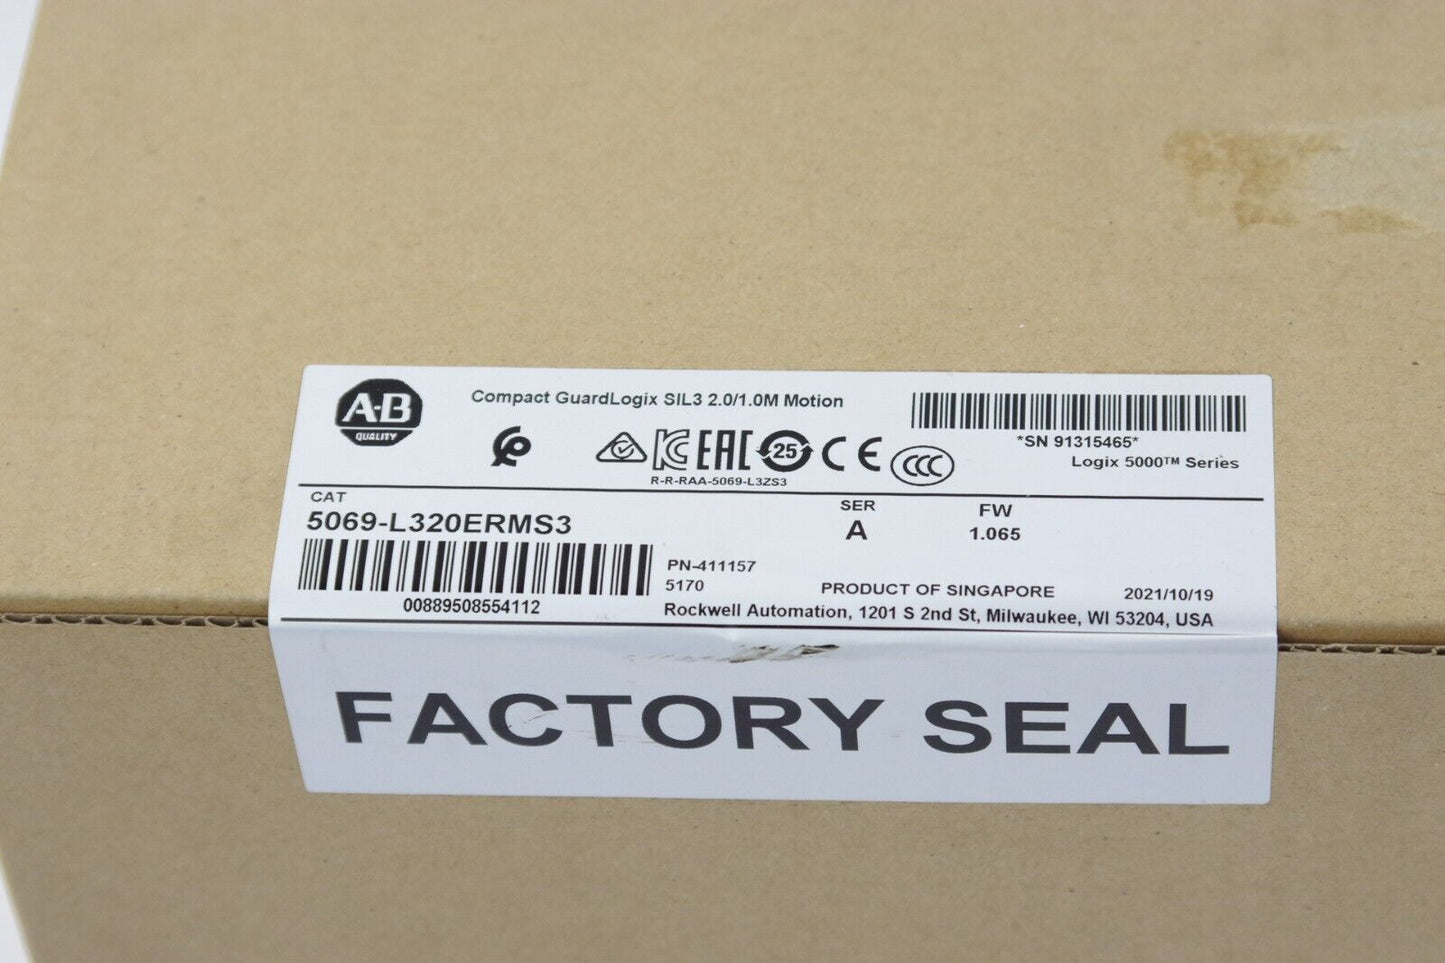 A-B
QUALITY
Compact GuardLogix SIL3 2.0/1.0M Motion
*SN 91315465*
Logix 5000™ Series
25
R-R-RAA-5069-L3ZS3
CAT
5069-L320ERMS3
SER
A
FW
1.065
00889508554112
PN-411157
5170
PRODUCT OF SINGAPORE
2021/10/19
Rockwell Automation, 1201 S 2nd St, Milwaukee, WI 53204, USA
FACTORY SEAL